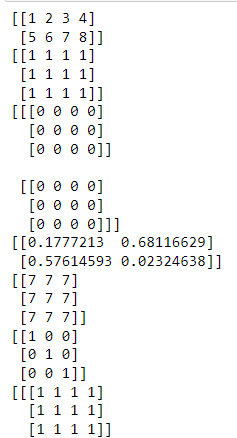 [[1 2 3 4]
 [5 6 7 8]]
[[1 1 1 1]
 [1 1 1 1]
 [1 1 1 1]]
[[[0 0 0 0]
  [0 0 0 0]
  [0 0 0 0]]
 [[0 0 0 0]
  [0 0 0 0]
  [0 0 0 0]]]
[[0.1777213  0.68116629]
 [0.57614593 0.02324638]]
[[7 7 7]
 [7 7 7]
 [7 7 7]]
[[1 0 0]
 [0 1 0]
 [0 0 1]]
[[[1 1 1 1]
  [1 1 1 1]
  [1 1 1 1]]